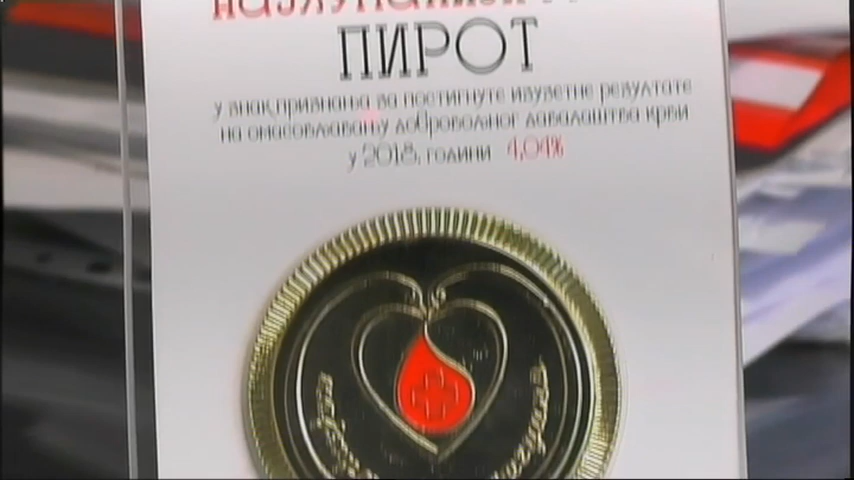 ПИРОТ
у знак признања за постигнуте изузетне резултате
на омасовљавању добровољног давалаштва крви
у 2018. години 4,04%